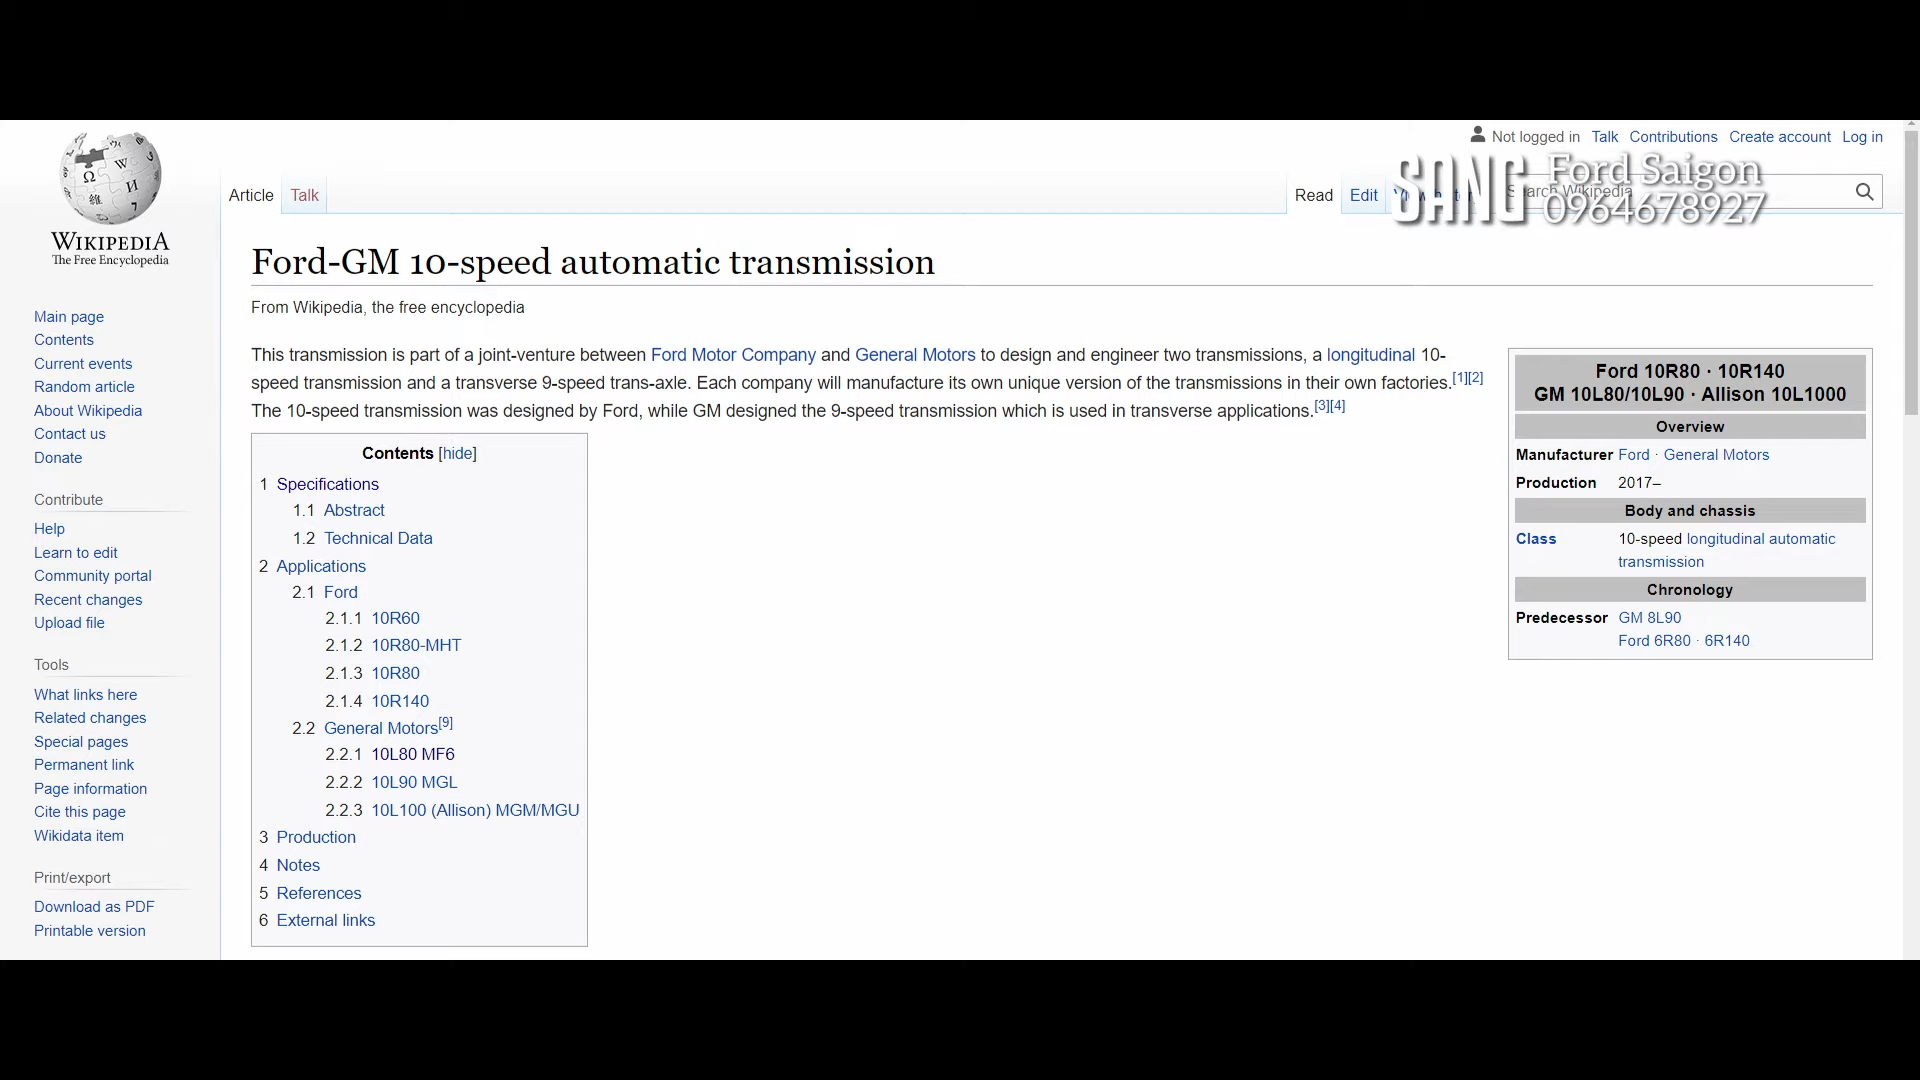 Not logged in Talk Contributions Create account Log in
SANG Ford Saigon
0964678927
Article Talk
Read Edit
Search Wikipedia
WIKIPEDIA
The Free Encyclopedia
Main page
Contents
Current events
Random article
About Wikipedia
Contact us
Donate
Contribute
Help
Learn to edit
Community portal
Recent changes
Upload file
Tools
What links here
Related changes
Special pages
Permanent link
Page information
Cite this page
Wikidata item
Print/export
Download as PDF
Printable version
Ford-GM 10-speed automatic transmission
From Wikipedia, the free encyclopedia
This transmission is part of a joint-venture between Ford Motor Company and General Motors to design and engineer two transmissions, a longitudinal 10-
speed transmission and a transverse 9-speed trans-axle. Each company will manufacture its own unique version of the transmissions in their own factories.[1][2]
The 10-speed transmission was designed by Ford, while GM designed the 9-speed transmission which is used in transverse applications.[3][4]
Contents [hide]
1 Specifications
1.1 Abstract
1.2 Technical Data
2 Applications
2.1 Ford
2.1.1 10R60
2.1.2 10R80-MHT
2.1.3 10R80
2.1.4 10R140
2.2 General Motors[9]
2.2.1 10L80 MF6
2.2.2 10L90 MGL
2.2.3 10L100 (Allison) MGM/MGU
3 Production
4 Notes
5 References
6 External links
Ford 10R80 · 10R140
GM 10L80/10L90 · Allison 10L1000
Overview
Manufacturer Ford · General Motors
Production 2017–
Body and chassis
Class 10-speed longitudinal automatic
transmission
Chronology
Predecessor GM 8L90
Ford 6R80 · 6R140